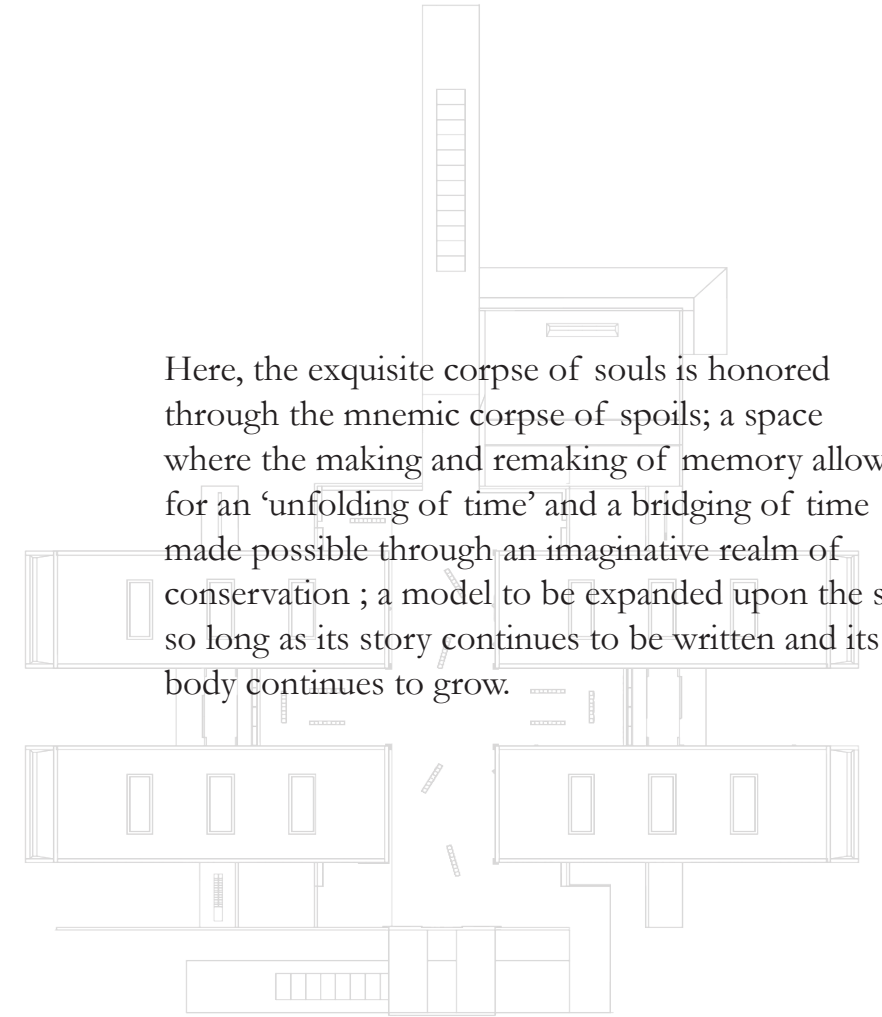 Here, the exquisite corpse of souls is honored
through the mnemic corpse of spoils; a space
where the making and remaking of memory allow
for an ‘unfolding of time’ and a bridging of time
made possible through an imaginative realm of
conservation ; a model to be expanded upon the s
so long as its story continues to be written and its
body continues to grow.